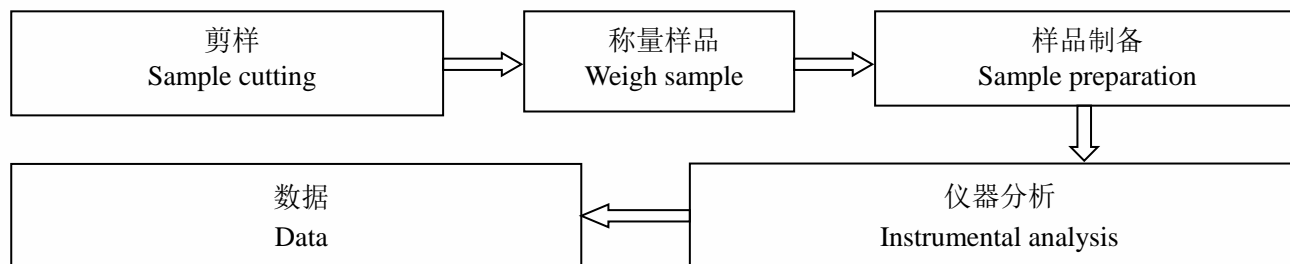 剪样
Sample cutting
称量样品
Weigh sample
样品制备
Sample preparation
仪器分析
Instrumental analysis
数据
Data